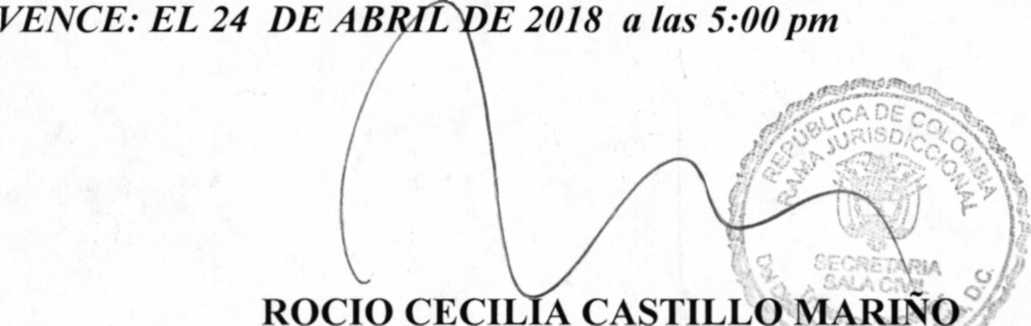 VENCE: EL 24 DE ABRIL DE 2018 a las 5:00 pm
REPÚBLICA DE COLOMBIA
RAMA JURISDICCIONAL
SECRETARIA
SALA CIVIL
D.C.
ROCIO CECILIA CASTILLO MARIÑO